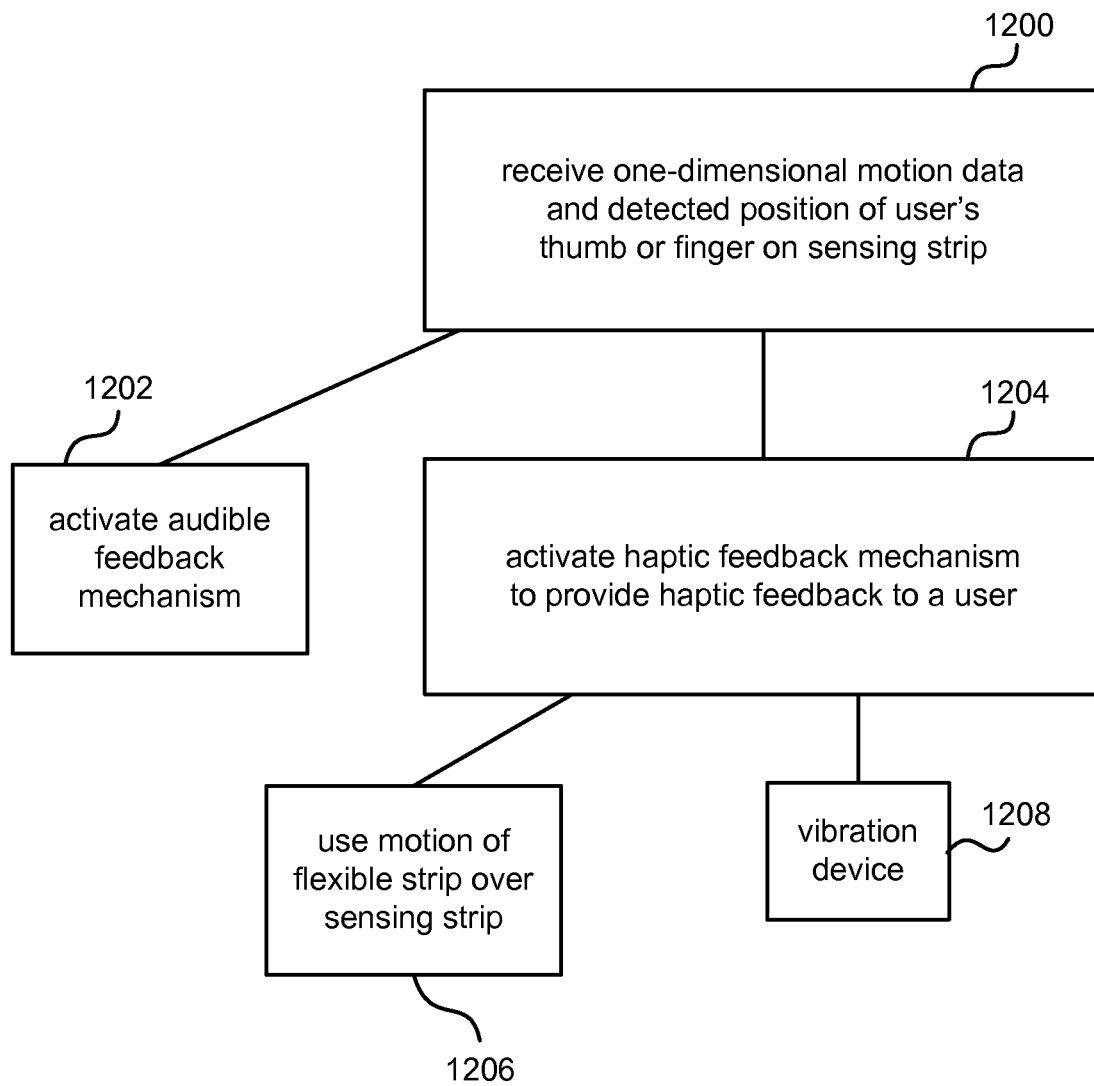 1200
receive one-dimensional motion data
and detected position of user’s
thumb or finger on sensing strip
1202
1204
activate audible
feedback
mechanism
activate haptic feedback mechanism
to provide haptic feedback to a user
use motion of
flexible strip over
sensing strip
vibration
device
1208
1206